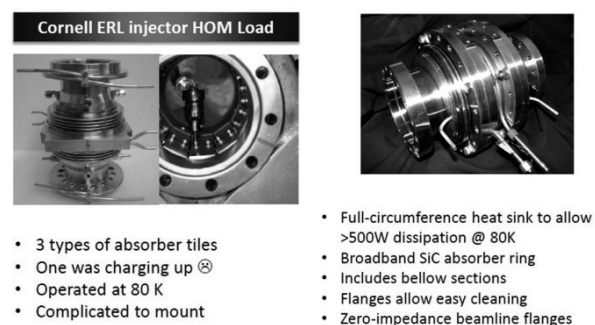 Cornell ERL injector HOM Load
• 3 types of absorber tiles
• One was charging up ☹
• Operated at 80 K
• Complicated to mount
• Full-circumference heat sink to allow
>500W dissipation @ 80K
• Broadband SiC absorber ring
• Includes bellow sections
• Flanges allow easy cleaning
• Zero-impedance beamline flanges